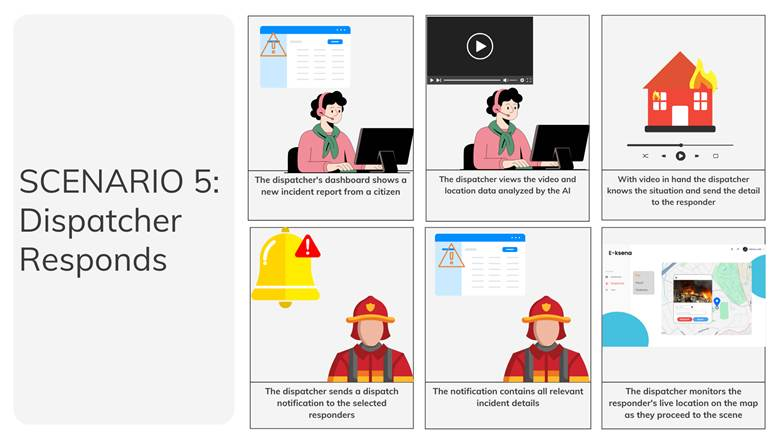 SCENARIO 5:
Dispatcher
Responds
The dispatcher's dashboard shows a
new incident report from a citizen
The dispatcher views the video and
location data analyzed by the AI
With video in hand the dispatcher
knows the situation and send the detail
to the responder
The dispatcher sends a dispatch
notification to the selected
responders
The notification contains all relevant
incident details
E-ksena
The dispatcher monitors the
responder's live location on the map
as they proceed to the scene